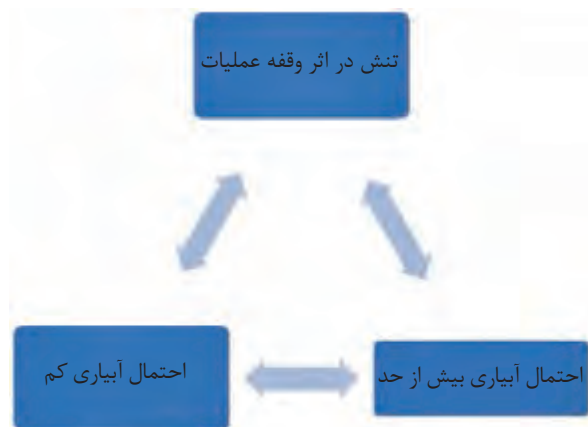 تنش در اثر وقفه عملیات
احتمال آبیاری بیش از حد
احتمال آبیاری کم